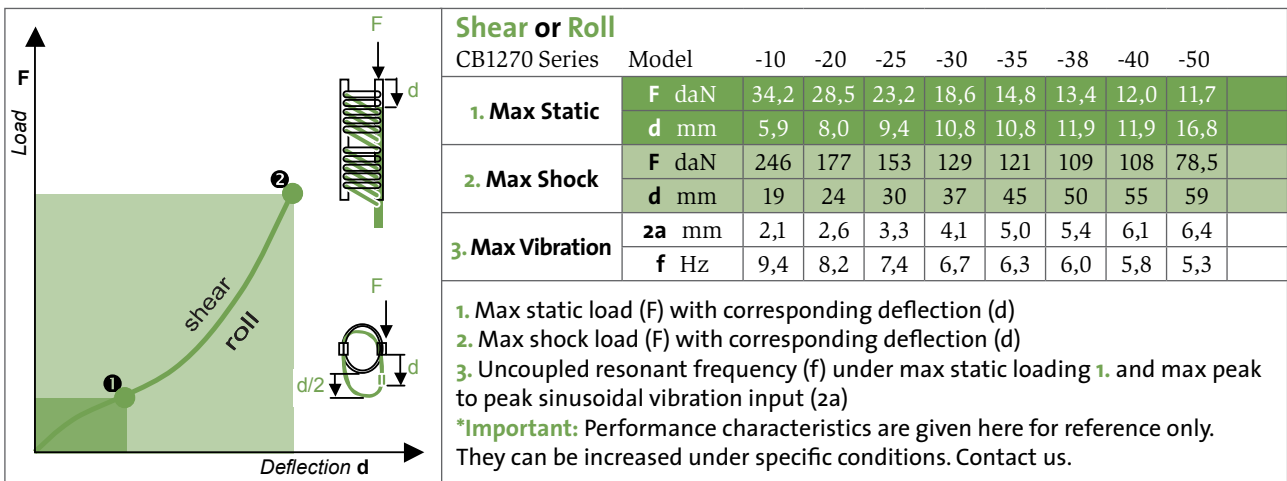 F
Load
shear
roll
❶
❷
Deflection d
F
d
F
d
d/2
Shear or Roll
CB1270 Series Model -10 -20 -25 -30 -35 -38 -40 -50
1. Max Static
F daN 34,2 28,5 23,2 18,6 14,8 13,4 12,0 11,7
d mm 5,9 8,0 9,4 10,8 10,8 11,9 11,9 16,8
2. Max Shock
F daN 246 177 153 129 121 109 108 78,5
d mm 19 24 30 37 45 50 55 59
3. Max Vibration
2a mm 2,1 2,6 3,3 4,1 5,0 5,4 6,1 6,4
f Hz 9,4 8,2 7,4 6,7 6,3 6,0 5,8 5,3
1. Max static load (F) with corresponding deflection (d)
2. Max shock load (F) with corresponding deflection (d)
3. Uncoupled resonant frequency (f) under max static loading 1. and max peak
to peak sinusoidal vibration input (2a)
*Important: Performance characteristics are given here for reference only.
They can be increased under specific conditions. Contact us.